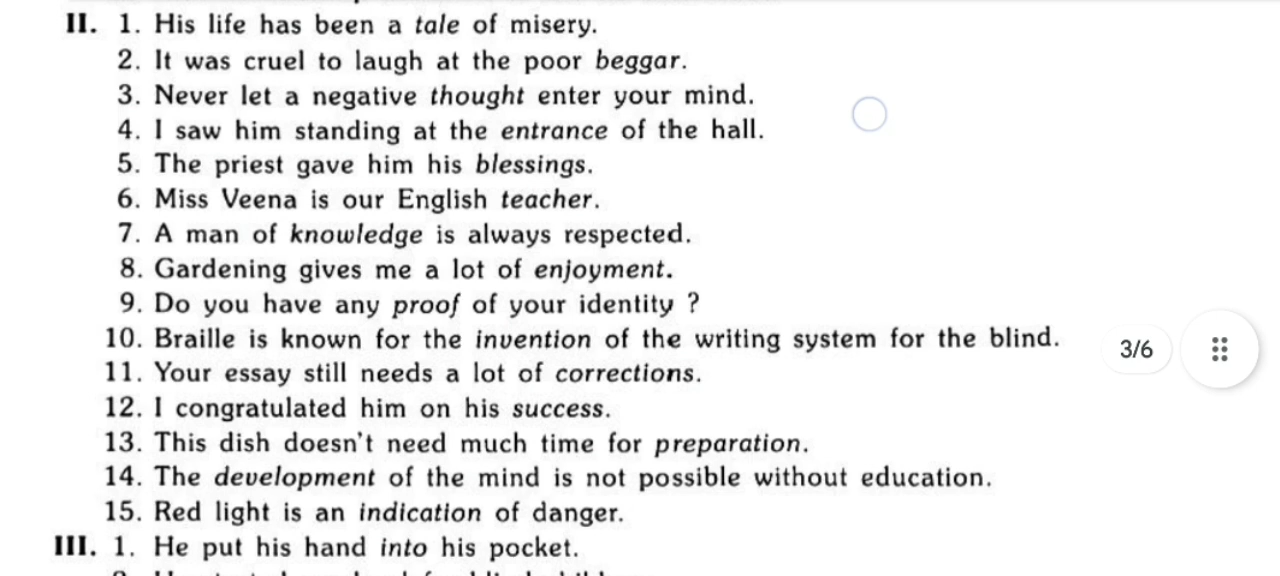 II. 1. His life has been a tale of misery.
2. It was cruel to laugh at the poor beggar.
3. Never let a negative thought enter your mind.
4. I saw him standing at the entrance of the hall.
5. The priest gave him his blessings.
6. Miss Veena is our English teacher.
7. A man of knowledge is always respected.
8. Gardening gives me a lot of enjoyment.
9. Do you have any proof of your identity ?
10. Braille is known for the invention of the writing system for the blind.
3/6
11. Your essay still needs a lot of corrections.
12. I congratulated him on his success.
13. This dish doesn't need much time for preparation.
14. The development of the mind is not possible without education.
15. Red light is an indication of danger.
III. 1. He put his hand into his pocket.